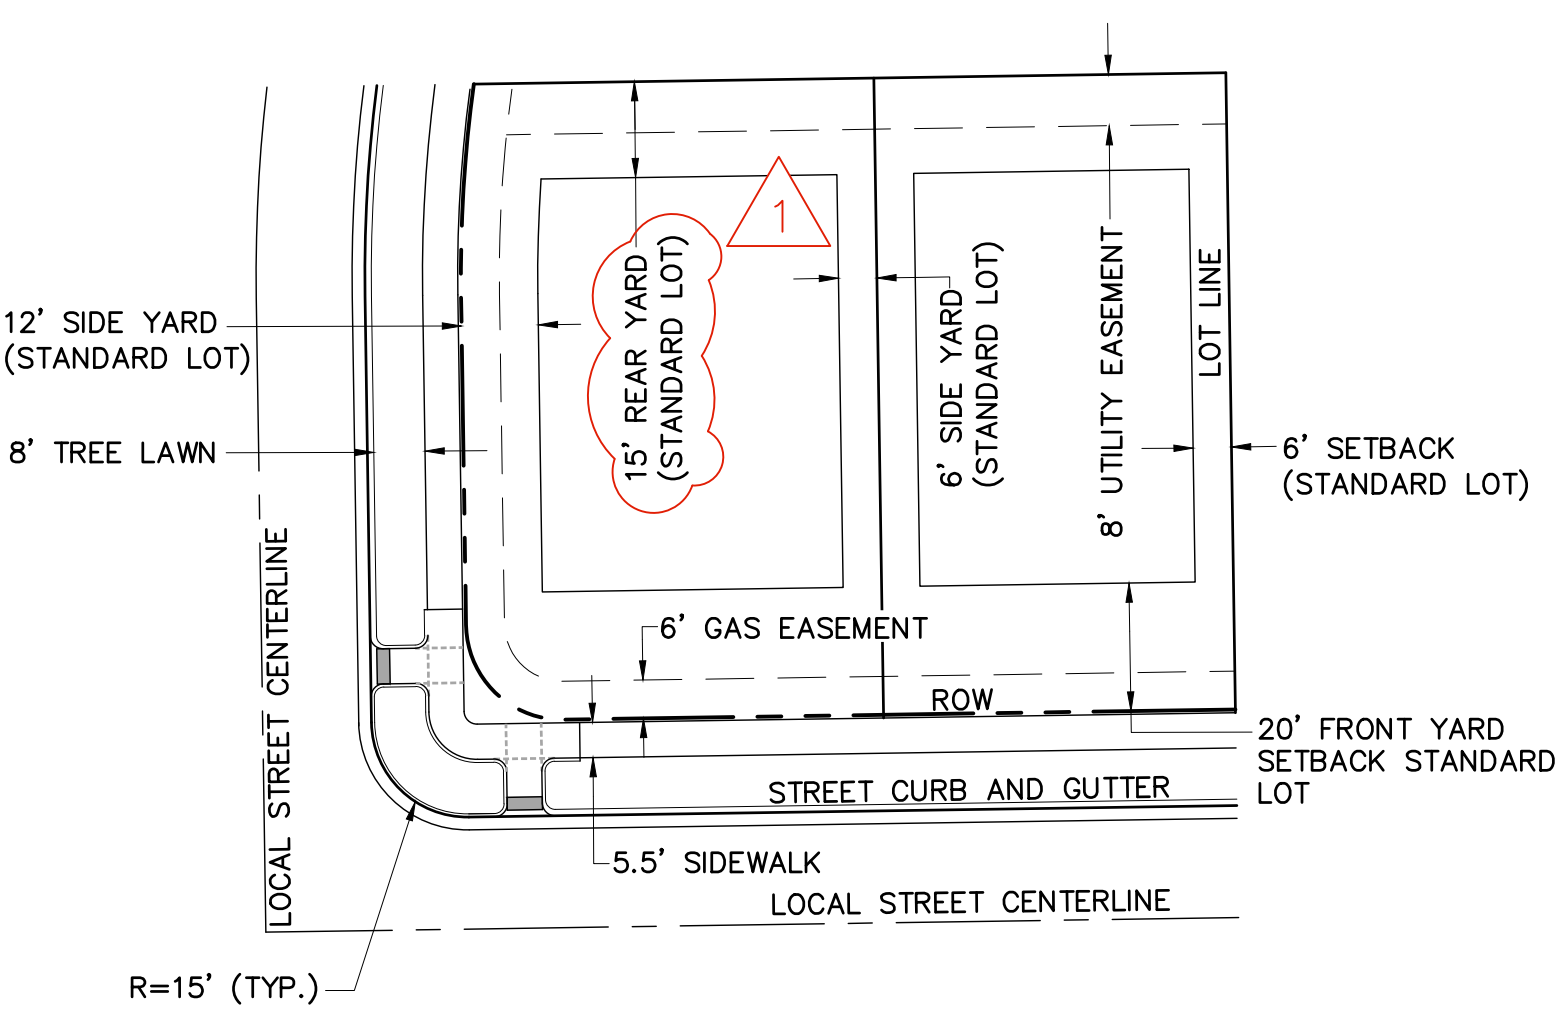 1
15' REAR YARD
(STANDARD LOT)
6' SIDE YARD
(STANDARD LOT)
8' UTILITY EASEMENT
LOT LINE
12' SIDE YARD
(STANDARD LOT)
8' TREE LAWN
6' SETBACK
(STANDARD LOT)
LOCAL STREET CENTERLINE
6' GAS EASEMENT
ROW
20' FRONT YARD
SETBACK STANDARD
LOT
STREET CURB AND GUTTER
5.5' SIDEWALK
LOCAL STREET CENTERLINE
R=15' (TYP.)